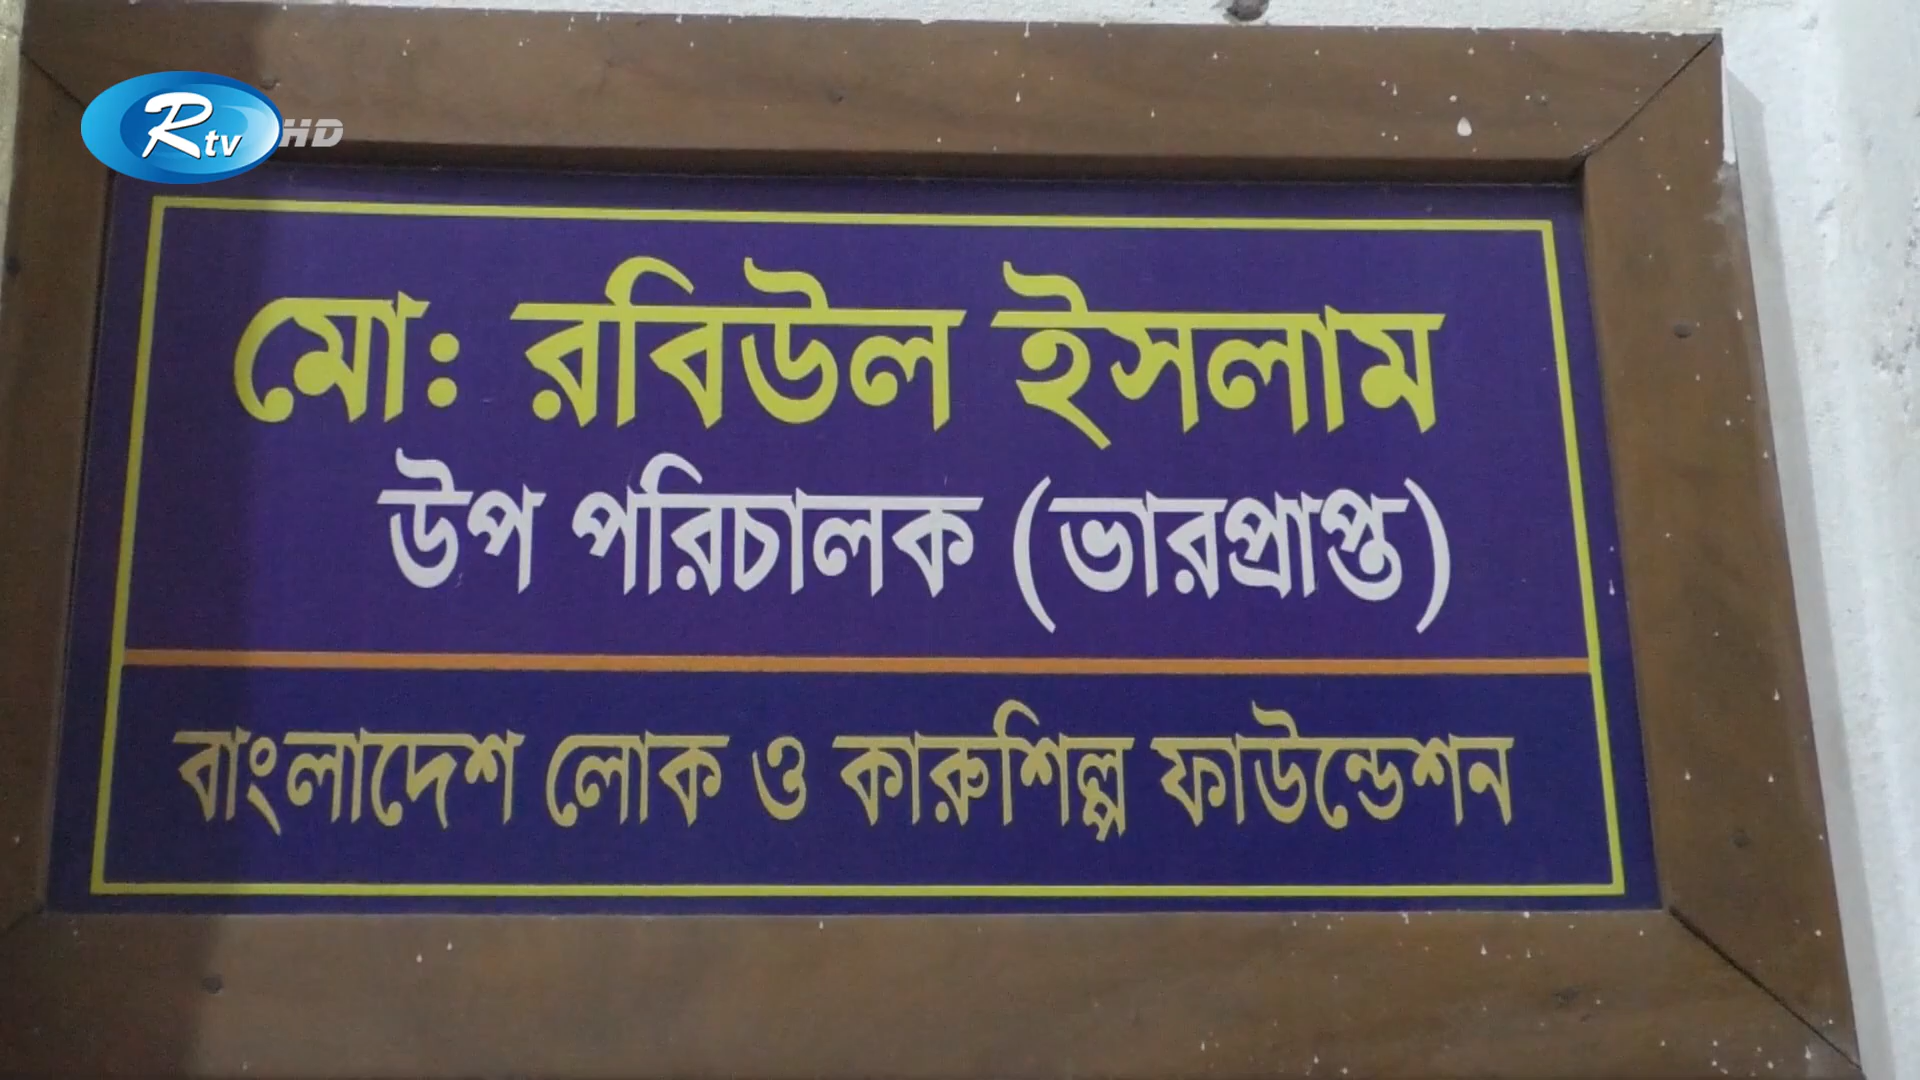 Rtv HD
মো: রবিউল ইসলাম
উপ পরিচালক (ভারপ্রাপ্ত)
বাংলাদেশ লোক ও কারুশিল্প ফাউন্ডেশন